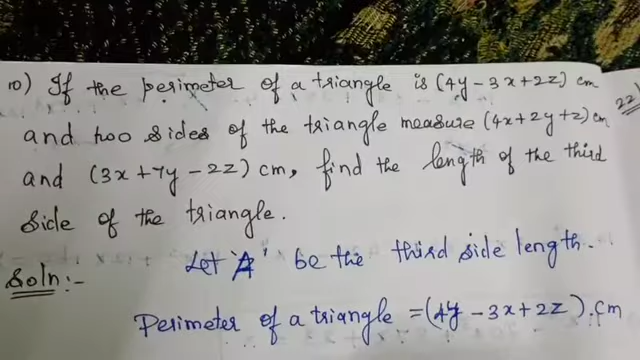 10) If the perimeter of a triangle is (4y-3x+2z) cm
and two sides of the triangle measure (4x+2y+z) cm
and (3x+7y-2z) cm, find the length of the third
side of the triangle.
Soln:- Let 'A' be the third side length.
Perimeter of a triangle = (4y-3x+2z).cm